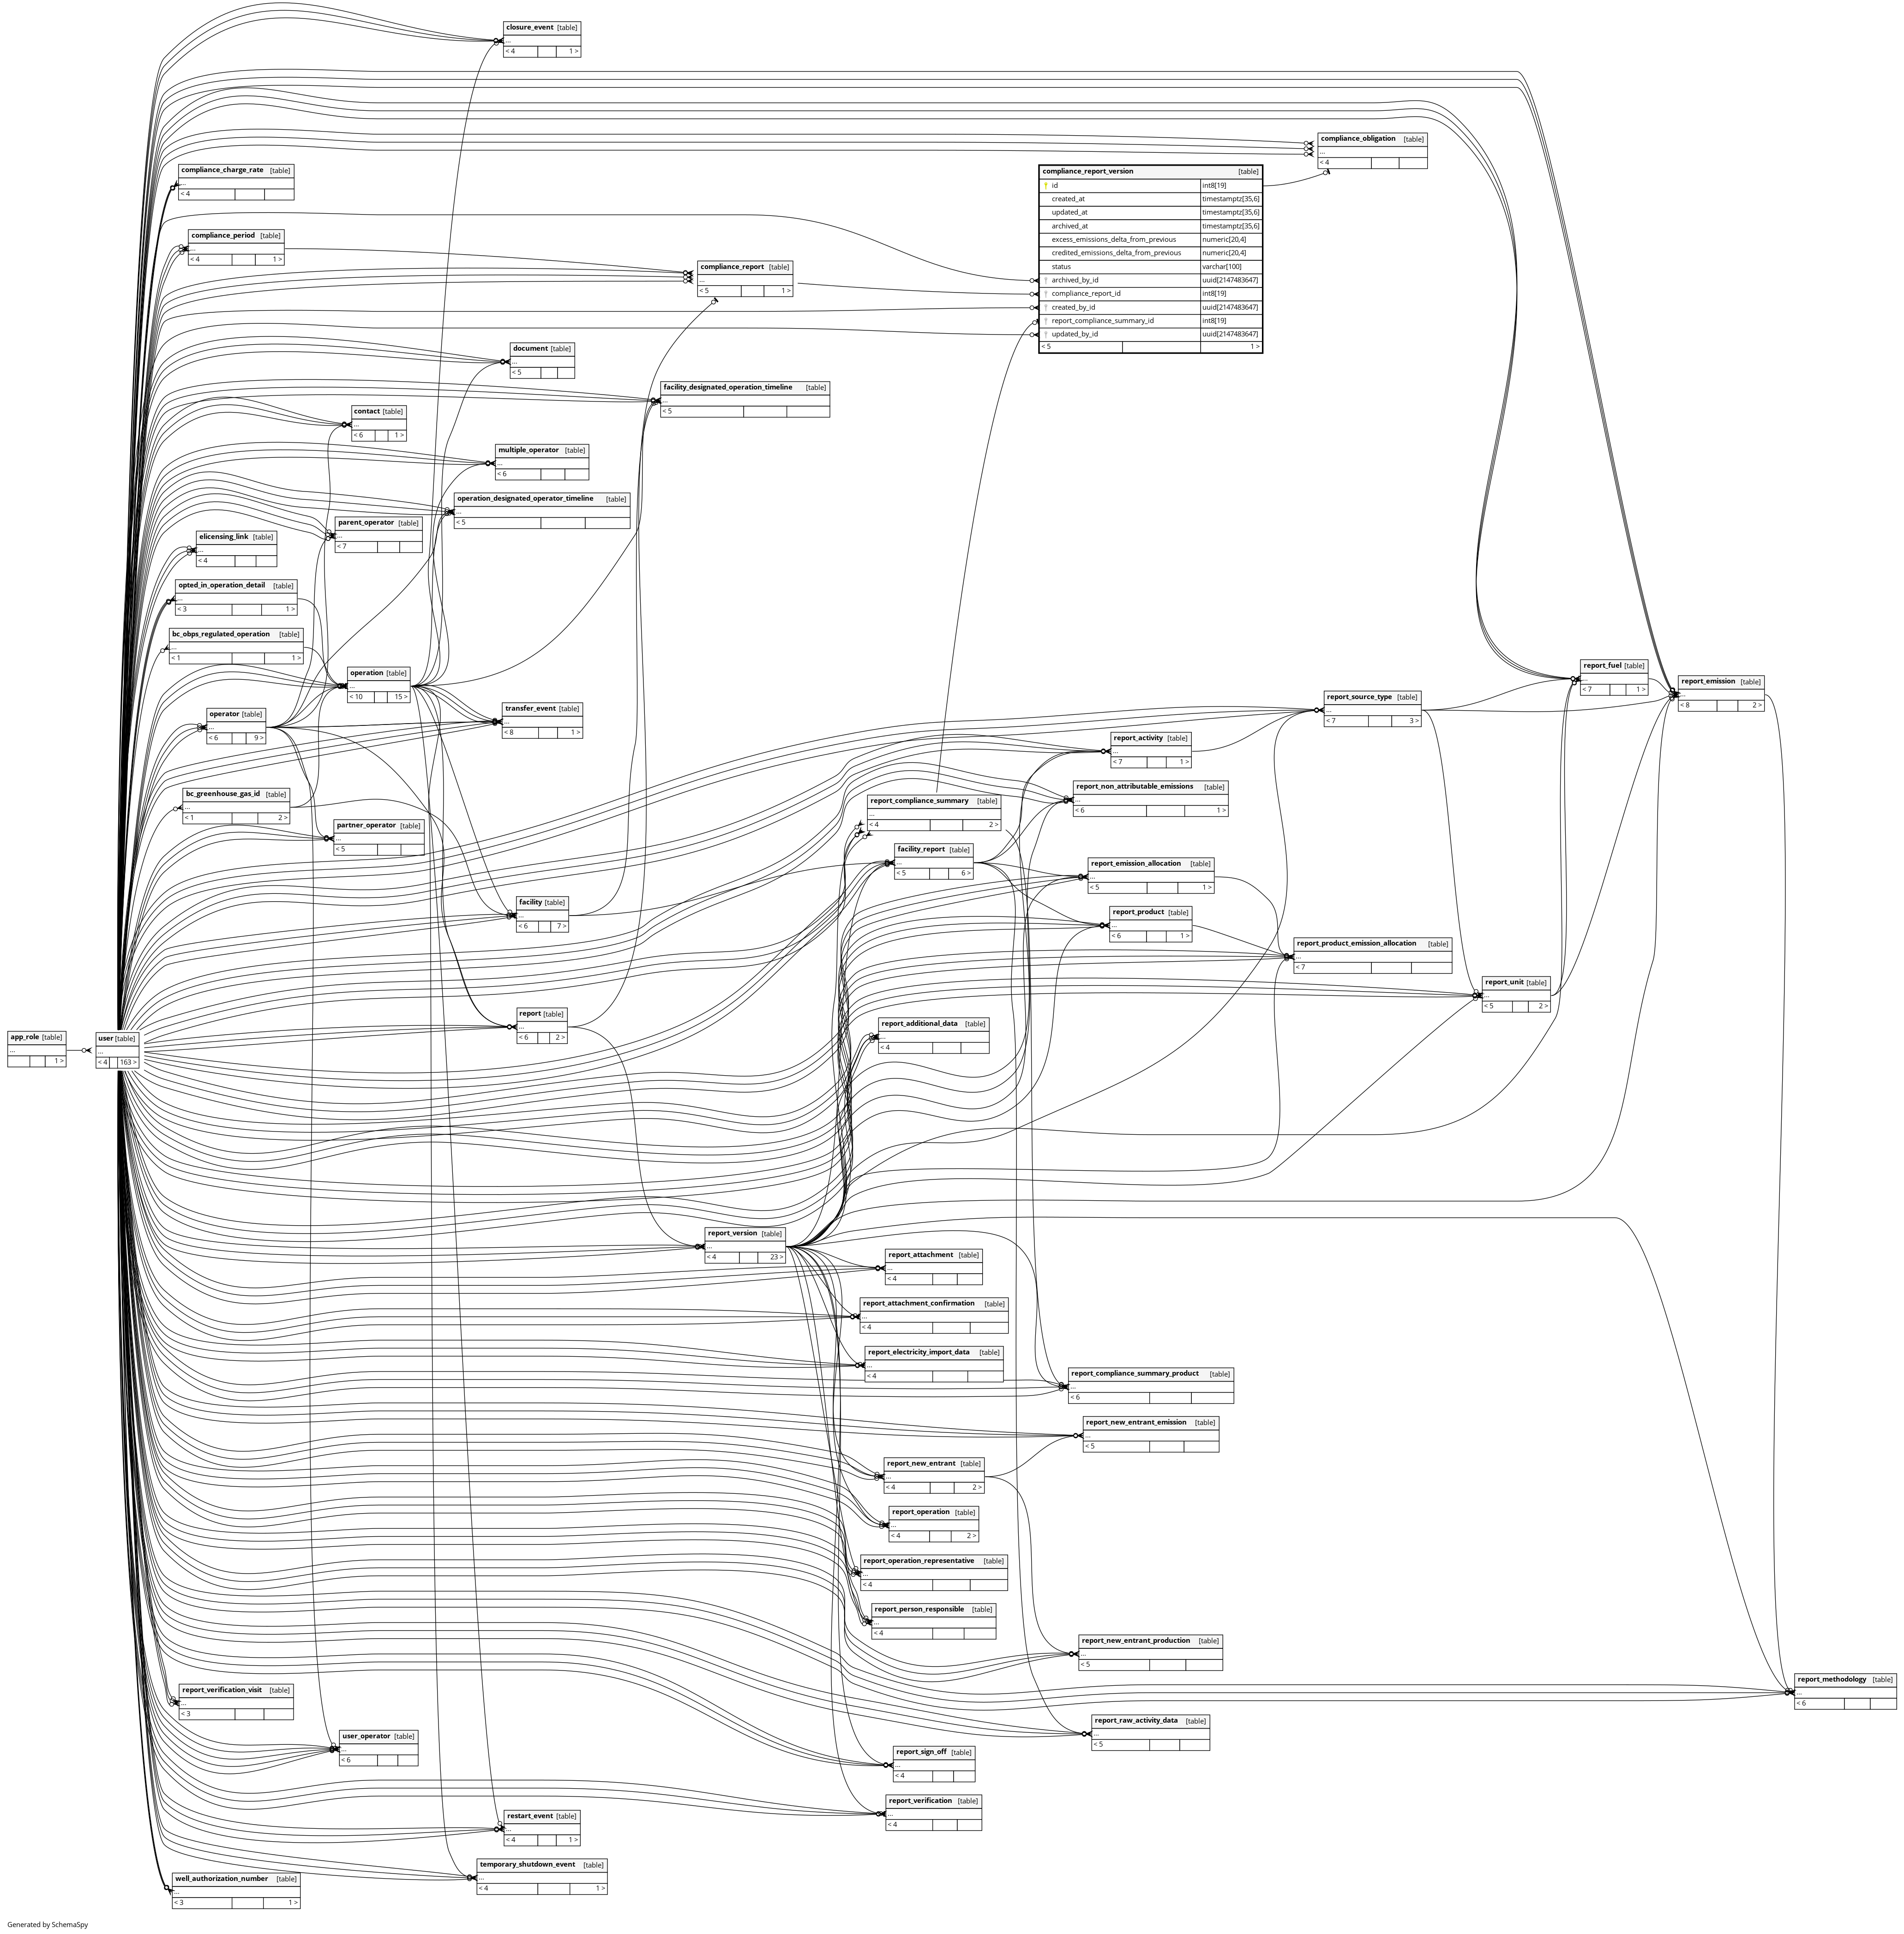 closure_event [table]
...
< 4 1 >
compliance_obligation [table]
...
< 4
compliance_charge_rate [table]
...
< 4
compliance_report_version [table]
id int8[19]
created_at timestamptz[35,6]
updated_at timestamptz[35,6]
archived_at timestamptz[35,6]
excess_emissions_delta_from_previous numeric[20,4]
credited_emissions_delta_from_previous numeric[20,4]
status varchar[100]
archived_by_id uuid[2147483647]
compliance_report_id int8[19]
created_by_id uuid[2147483647]
report_compliance_summary_id int8[19]
updated_by_id uuid[2147483647]
< 5 1 >
compliance_period [table]
...
< 4 1 >
compliance_report [table]
...
< 5 1 >
document [table]
...
< 5
facility_designated_operation_timeline [table]
...
< 5
contact [table]
...
< 6 1 >
multiple_operator [table]
...
< 6
operation_designated_operator_timeline [table]
...
< 5
parent_operator [table]
...
< 7
elicensing_link [table]
...
< 4
opted_in_operation_detail [table]
...
< 3 1 >
bc_obps_regulated_operation [table]
...
< 1 1 >
operation [table]
...
< 10 15 >
report_fuel [table]
...
< 7 1 >
report_emission [table]
...
< 8 2 >
report_source_type [table]
...
< 7 3 >
operator [table]
...
< 6 9 >
transfer_event [table]
...
< 8 1 >
report_activity [table]
...
< 7 1 >
report_non_attributable_emissions [table]
...
< 6 1 >
bc_greenhouse_gas_id [table]
...
< 1 2 >
report_compliance_summary [table]
...
< 4 2 >
partner_operator [table]
...
< 5
facility_report [table]
...
< 5 6 >
report_emission_allocation [table]
...
< 5 1 >
facility [table]
...
< 6 7 >
report_product [table]
...
< 6 1 >
report_product_emission_allocation [table]
...
< 7
report_unit [table]
...
< 5 2 >
report [table]
...
< 6 2 >
report_additional_data [table]
...
< 4
app_role [table]
...
1 >
user [table]
...
< 4 163 >
report_version [table]
...
< 4 23 >
report_attachment [table]
...
< 4
report_attachment_confirmation [table]
...
< 4
report_electricity_import_data [table]
...
< 4
report_compliance_summary_product [table]
...
< 6
report_new_entrant_emission [table]
...
< 5
report_new_entrant [table]
...
< 4 2 >
report_operation [table]
...
< 4 2 >
report_operation_representative [table]
...
< 4
report_person_responsible [table]
...
< 4
report_new_entrant_production [table]
...
< 5
report_methodology [table]
...
< 6
report_verification_visit [table]
...
< 3
report_raw_activity_data [table]
...
< 5
user_operator [table]
...
< 6
report_sign_off [table]
...
< 4
report_verification [table]
...
< 4
restart_event [table]
...
< 4 1 >
temporary_shutdown_event [table]
...
< 4 1 >
well_authorization_number [table]
...
< 3 1 >
Generated by SchemaSpy